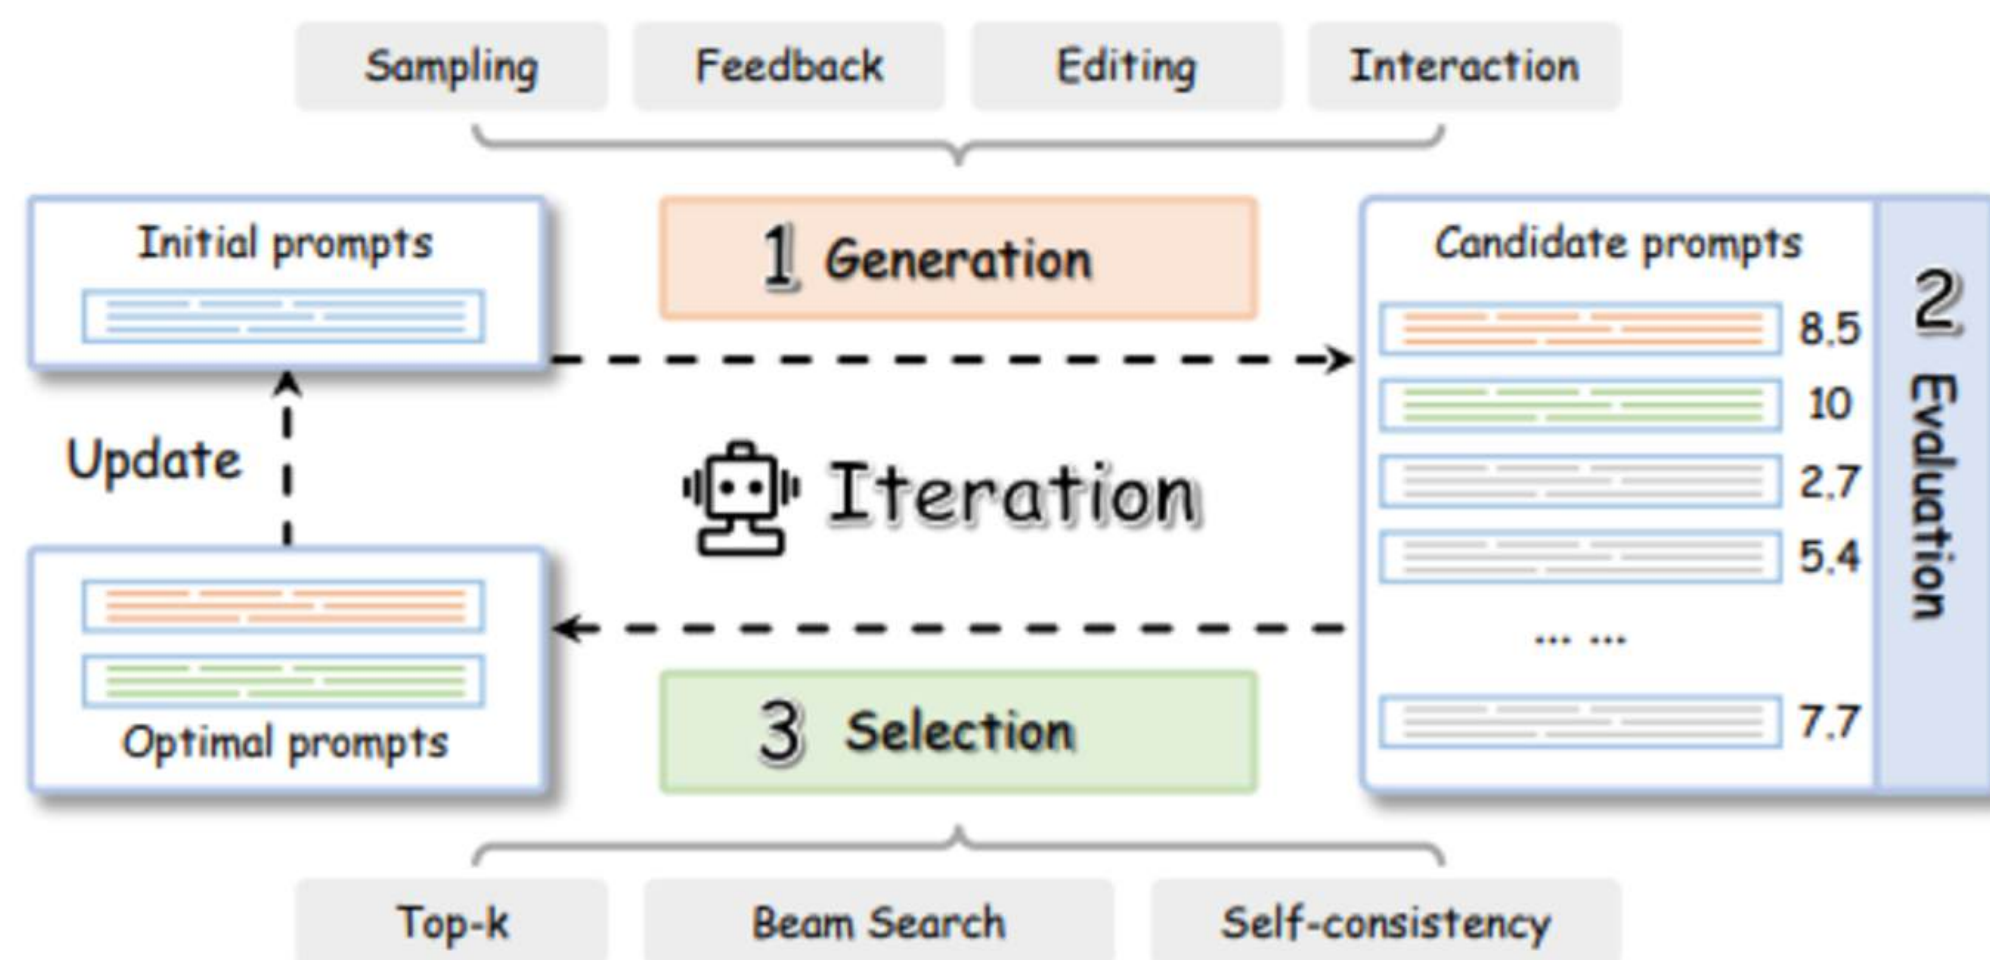 Sampling
Feedback
Editing
Interaction
Initial prompts
1 Generation
Candidate prompts
8.5
10
2.7
5.4
... ...
7.7
2 Evaluation
Update
Iteration
Optimal prompts
3 Selection
Top-k
Beam Search
Self-consistency